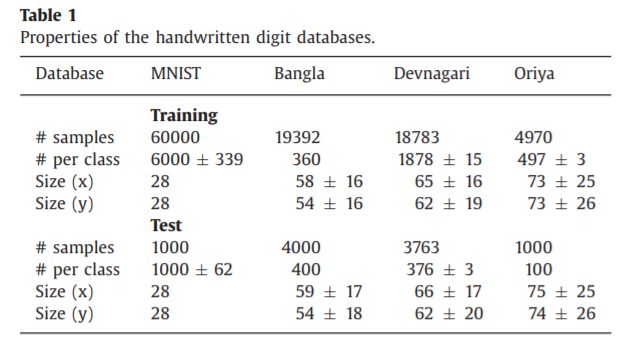 Table 1
Properties of the handwritten digit databases.
Database MNIST Bangla Devnagari Oriya
Training
# samples 60000 19392 18783 4970
# per class 6000 ± 339 360 1878 ± 15 497 ± 3
Size (x) 28 58 ± 16 65 ± 16 73 ± 25
Size (y) 28 54 ± 16 62 ± 19 73 ± 26
Test
# samples 1000 4000 3763 1000
# per class 1000 ± 62 400 376 ± 3 100
Size (x) 28 59 ± 17 66 ± 17 75 ± 25
Size (y) 28 54 ± 18 62 ± 20 74 ± 26